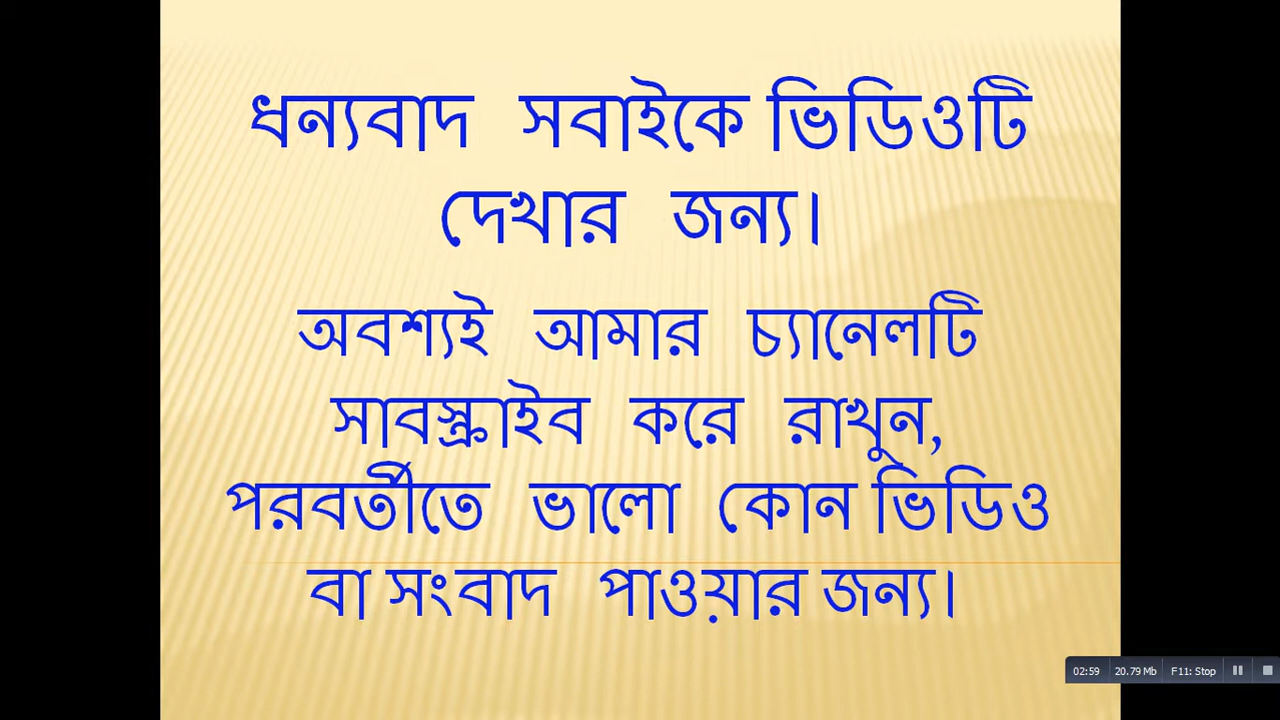 ধন্যবাদ সবাইকে ভিডিওটি
দেখার জন্য।
অবশ্যই আমার চ্যানেলটি
সাবস্ক্রাইব করে রাখুন,
পরবর্তীতে ভালো কোন ভিডিও
বা সংবাদ পাওয়ার জন্য।
02:59 20.79 Mb F11: Stop